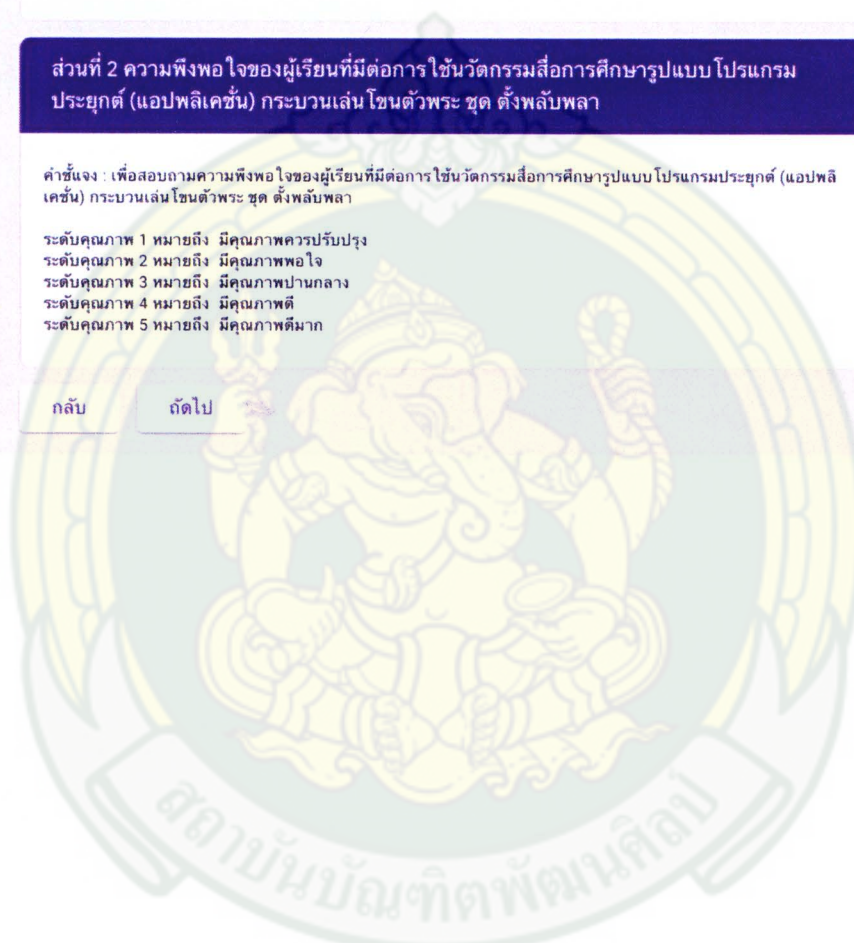 ส่วนที่ 2 ความพึงพอใจของผู้เรียนที่มีต่อการใช้นวัตกรรมสื่อการศึกษารูปแบบโปรแกรม
ประยุกต์ (แอปพลิเคชั่น) กระบวนเล่นโขนตัวพระ ชุด ตั้งพลับพลา
คำชี้แจง : เพื่อสอบถามความพึงพอใจของผู้เรียนที่มีต่อการใช้นวัตกรรมสื่อการศึกษารูปแบบโปรแกรมประยุกต์ (แอปพลิ
เคชั่น) กระบวนเล่นโขนตัวพระ ชุด ตั้งพลับพลา
ระดับคุณภาพ 1 หมายถึง มีคุณภาพควรปรับปรุง
ระดับคุณภาพ 2 หมายถึง มีคุณภาพพอใจ
ระดับคุณภาพ 3 หมายถึง มีคุณภาพปานกลาง
ระดับคุณภาพ 4 หมายถึง มีคุณภาพดี
ระดับคุณภาพ 5 หมายถึง มีคุณภาพดีมาก
กลับ ถัดไป
สถาบันบัณฑิตพัฒนศิลป์